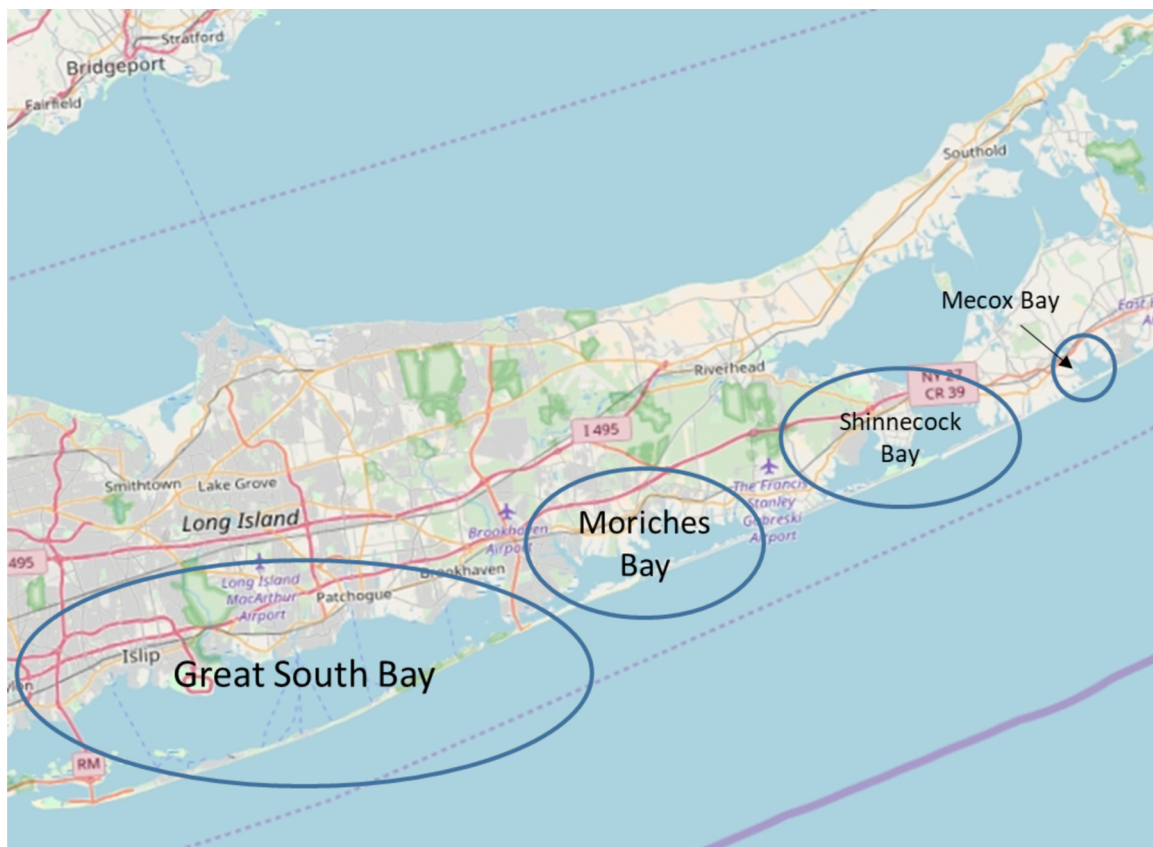 Stratford
Bridgeport
Fairfield
Southold
Mecox Bay
Riverhead
NY 27
CR 39
I 495
Shinnecock
Bay
Smithtown
Lake Grove
Long Island
Brookhaven
Airport
Moriches
Bay
The Francis
Stanley
Gabreski
Airport
495
Long Island
MacArthur
Airport
Brookhaven
Patchogue
Islip
Great South Bay
RM